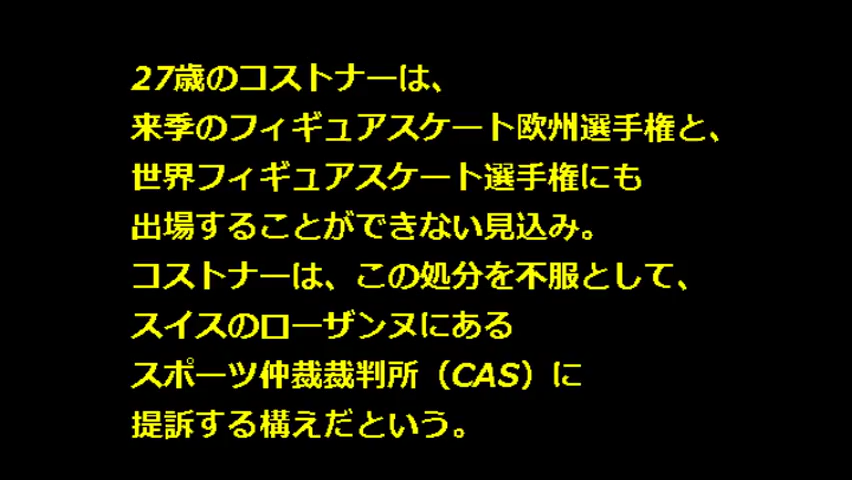 27歳のコストナーは、
来季のフィギュアスケート欧州選手権と、
世界フィギュアスケート選手権にも
出場することができない見込み。
コストナーは、この処分を不服として、
スイスのローザンヌにある
スポーツ仲裁裁判所（CAS）に
提訴する構えだという。